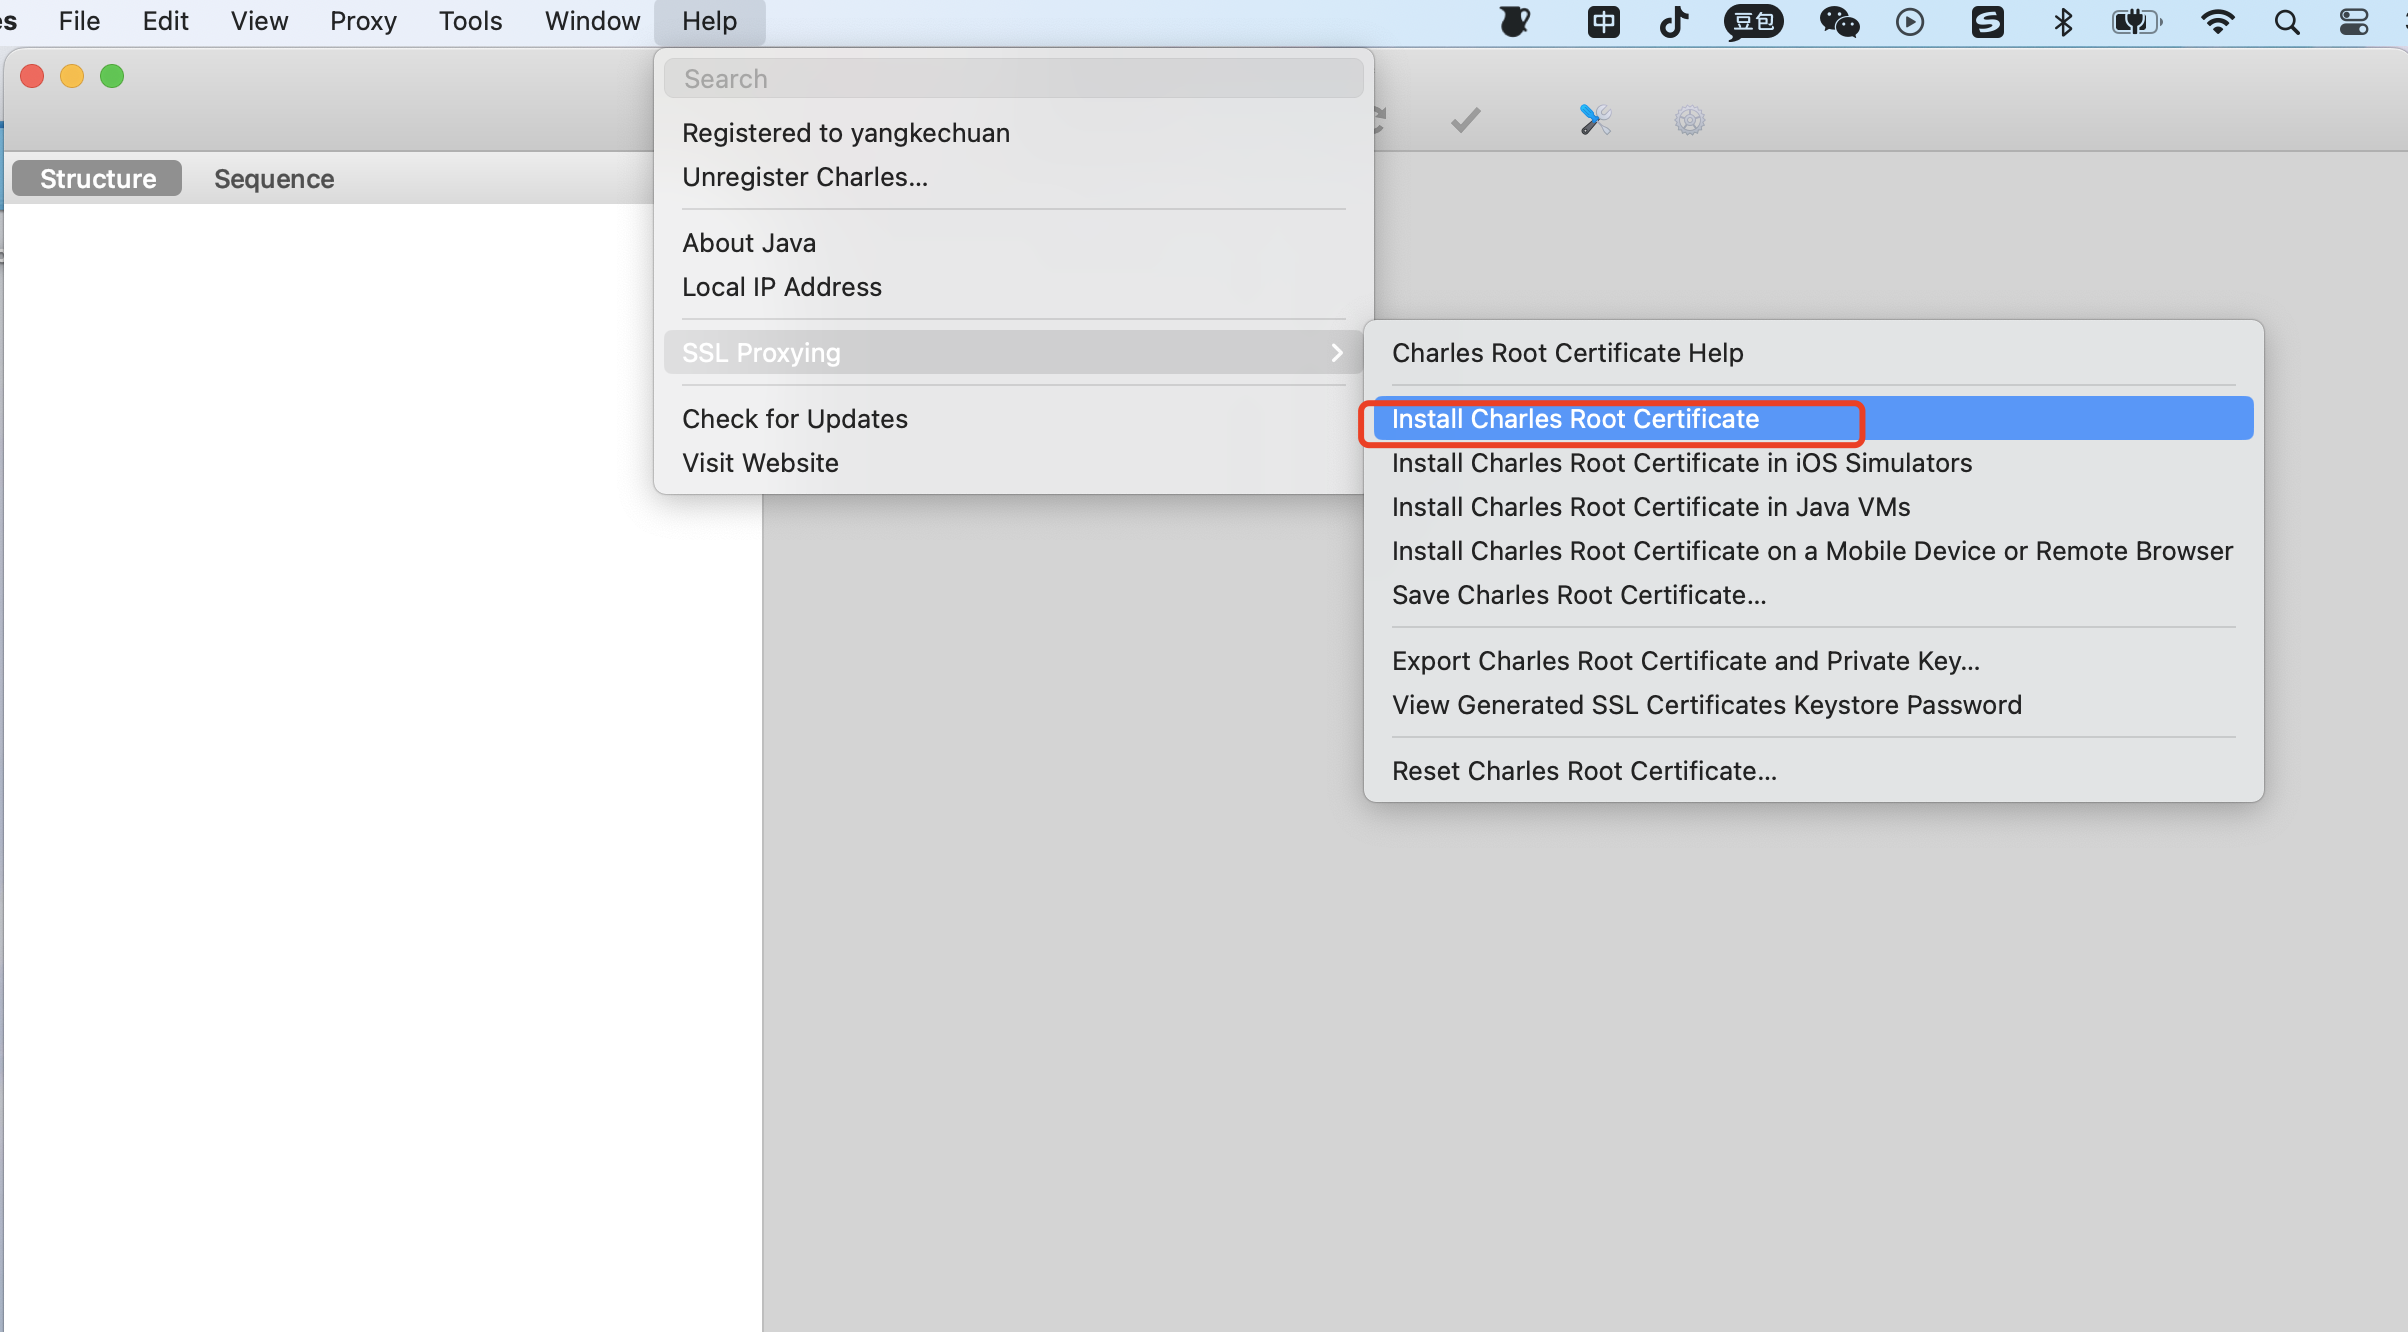 es File Edit View Proxy Tools Window Help 中 豆包
Search
Registered to yangkechuan
Unregister Charles...
Structure Sequence
About Java
Local IP Address
SSL Proxying
Charles Root Certificate Help
Check for Updates
Install Charles Root Certificate
Visit Website
Install Charles Root Certificate in iOS Simulators
Install Charles Root Certificate in Java VMs
Install Charles Root Certificate on a Mobile Device or Remote Browser
Save Charles Root Certificate...
Export Charles Root Certificate and Private Key...
View Generated SSL Certificates Keystore Password
Reset Charles Root Certificate...